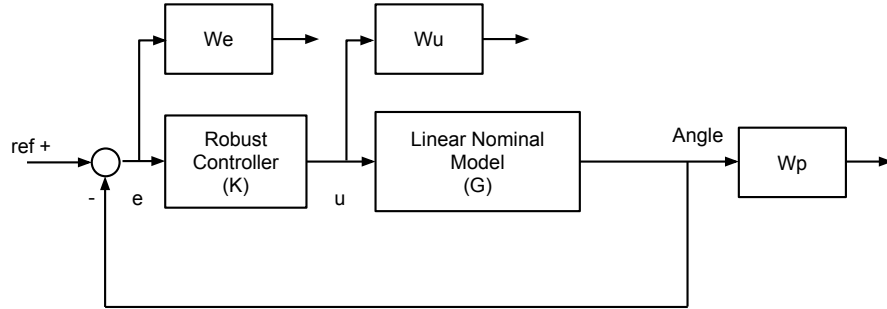 We
Wu
ref +
Robust
Controller
(K)
Linear Nominal
Model
(G)
Angle
Wp
-
e
u